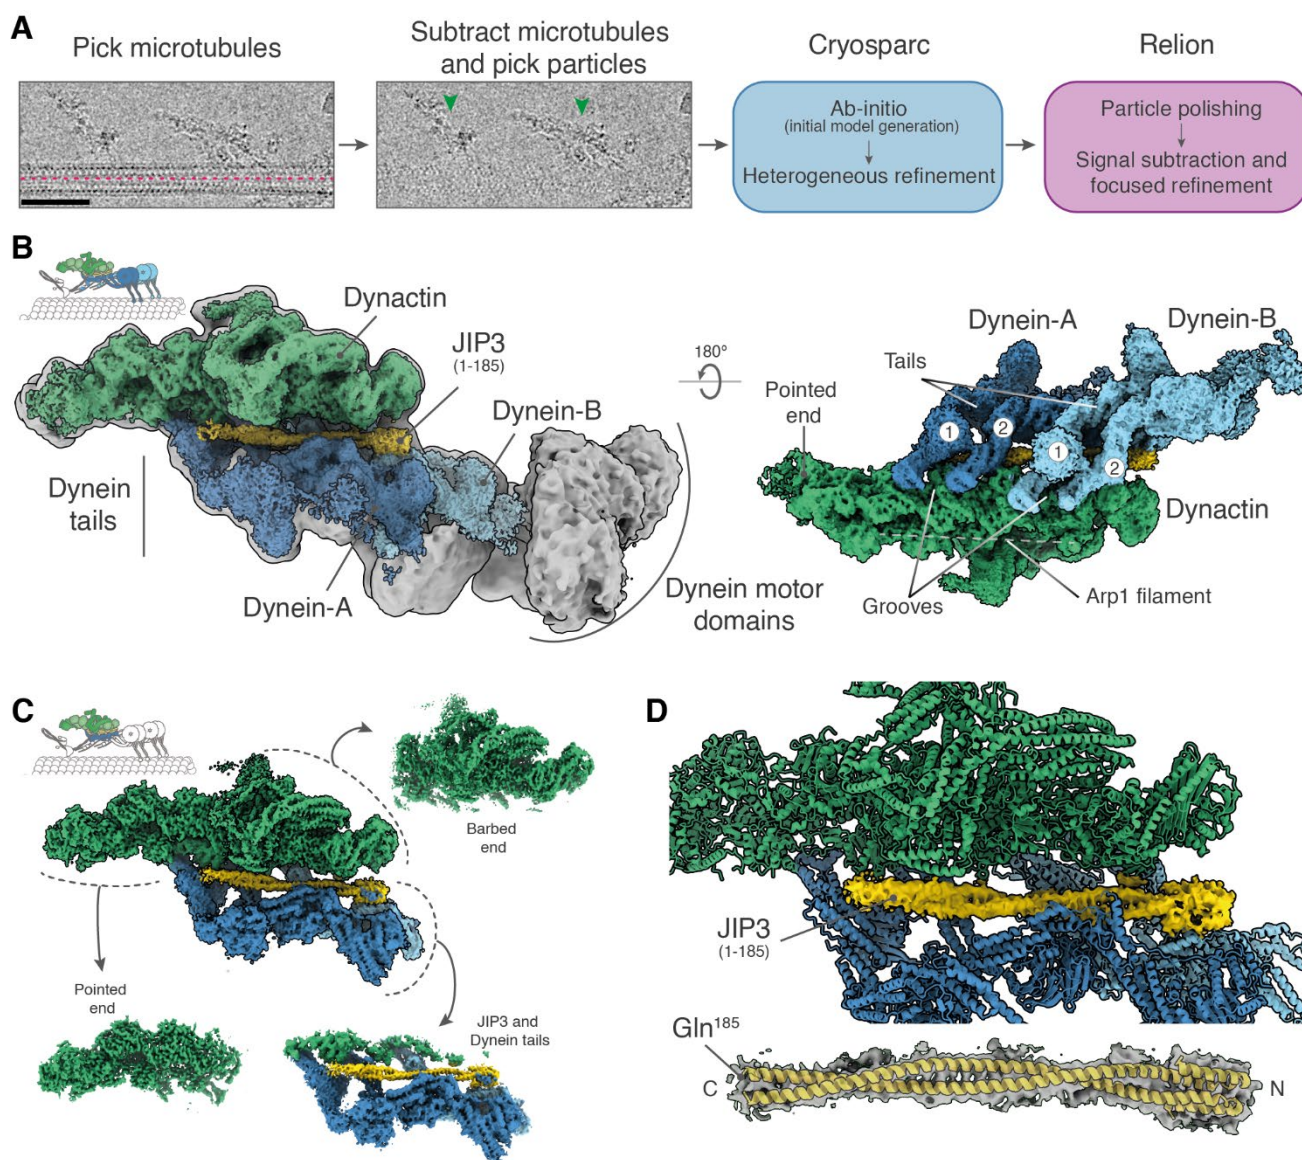 A
Pick microtubules
Subtract microtubules
and pick particles
Cryosparc
Relion
Ab-initio
(initial model generation)
Heterogeneous refinement
Particle polishing
Signal subtraction and
focused refinement
B
Dynactin
JIP3
(1-185)
Dynein-B
Dynein
tails
Dynein-A
Dynein motor
domains
180º
Dynein-A
Dynein-B
Tails
Pointed
end
1
2
1
2
Dynactin
Grooves
Arp1 filament
C
Barbed
end
Pointed
end
JIP3 and
Dynein tails
D
JIP3
(1-185)
Gln185
C
N